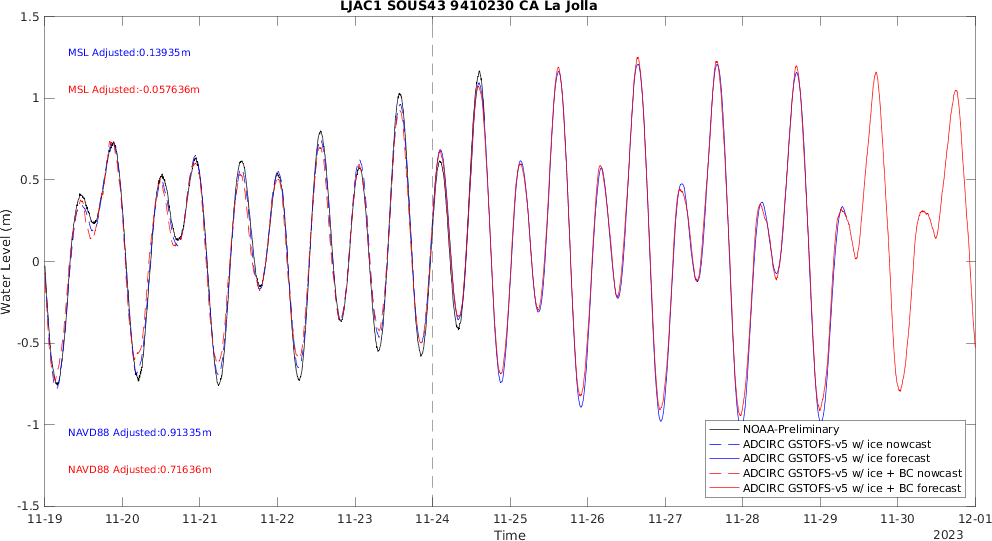 LJAC1 SOUS43 9410230 CA La Jolla
1.5
1
0.5
0
-0.5
-1
-1.5
Water Level (m)
MSL Adjusted:0.13935m
MSL Adjusted:-0.057636m
NAVD88 Adjusted:0.91335m
NAVD88 Adjusted:0.71636m
NOAA-Preliminary
ADCIRC GSTOFS-v5 w/ ice nowcast
ADCIRC GSTOFS-v5 w/ ice forecast
ADCIRC GSTOFS-v5 w/ ice + BC nowcast
ADCIRC GSTOFS-v5 w/ ice + BC forecast
11-19 11-20 11-21 11-22 11-23 11-24 11-25 11-26 11-27 11-28 11-29 11-30 12-01
Time
2023